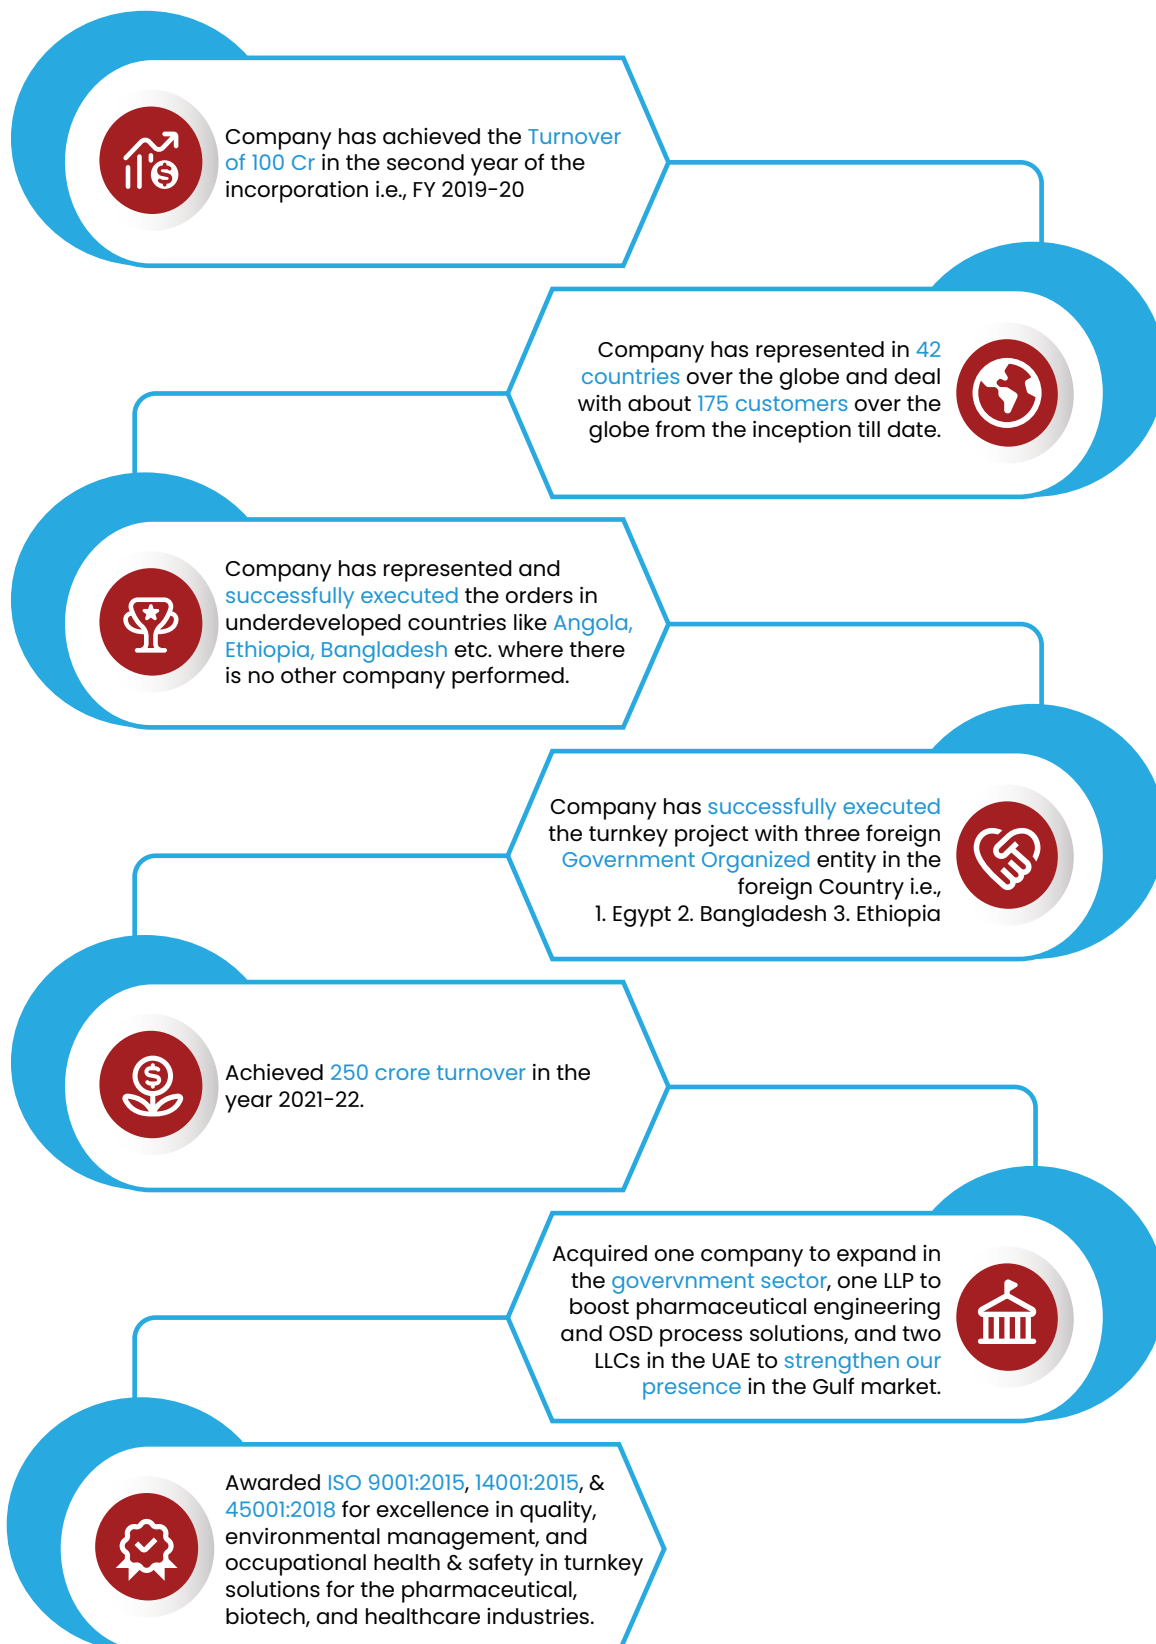 Company has achieved the Turnover
of 100 Cr in the second year of the
incorporation i.e., FY 2019-20
Company has represented in 42
countries over the globe and deal
with about 175 customers over the
globe from the inception till date.
Company has represented and
successfully executed the orders in
underdeveloped countries like Angola,
Ethiopia, Bangladesh etc. where there
is no other company performed.
Company has successfully executed
the turnkey project with three foreign
Government Organized entity in the
foreign Country i.e.,
1. Egypt 2. Bangladesh 3. Ethiopia
Achieved 250 crore turnover in the
year 2021-22.
Acquired one company to expand in
the govervnment sector, one LLP to
boost pharmaceutical engineering
and OSD process solutions, and two
LLCs in the UAE to strengthen our
presence in the Gulf market.
Awarded ISO 9001:2015, 14001:2015, &
45001:2018 for excellence in quality,
environmental management, and
occupational health & safety in turnkey
solutions for the pharmaceutical,
biotech, and healthcare industries.